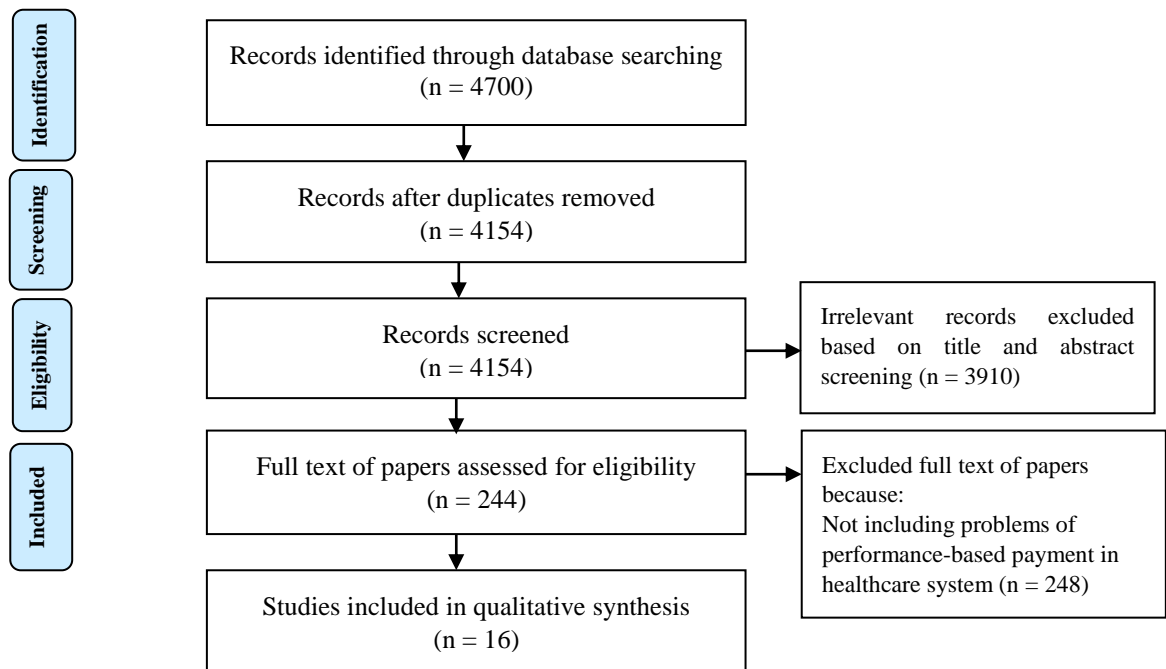 Identification
Records identified through database searching
(n = 4700)
Screening
Records after duplicates removed
(n = 4154)
Eligibility
Records screened
(n = 4154)
Irrelevant records excluded
based on title and abstract
screening (n = 3910)
Included
Full text of papers assessed for eligibility
(n = 244)
Excluded full text of papers
because:
Not including problems of
performance-based payment in
healthcare system (n = 248)
Studies included in qualitative synthesis
(n = 16)